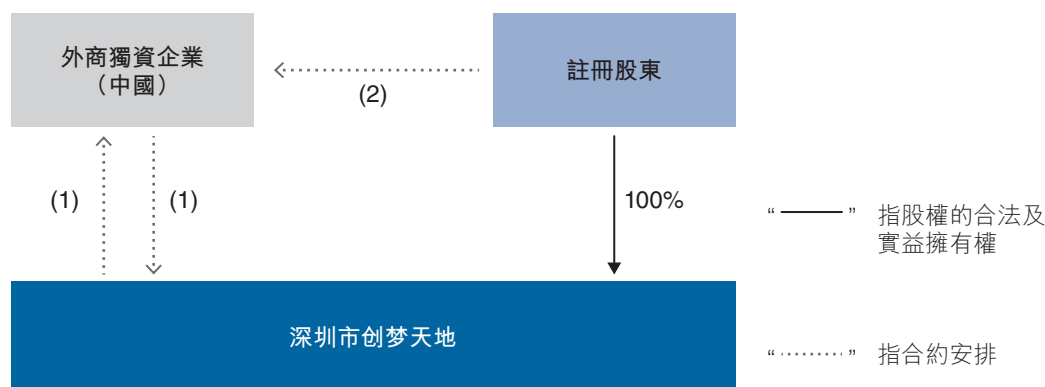 外商獨資企業
（中國）
註冊股東
(2)
(1)
(1)
100%
深圳市创梦天地
“ ——— ” 指股權的合法及
實益擁有權
“ ········ ” 指合約安排